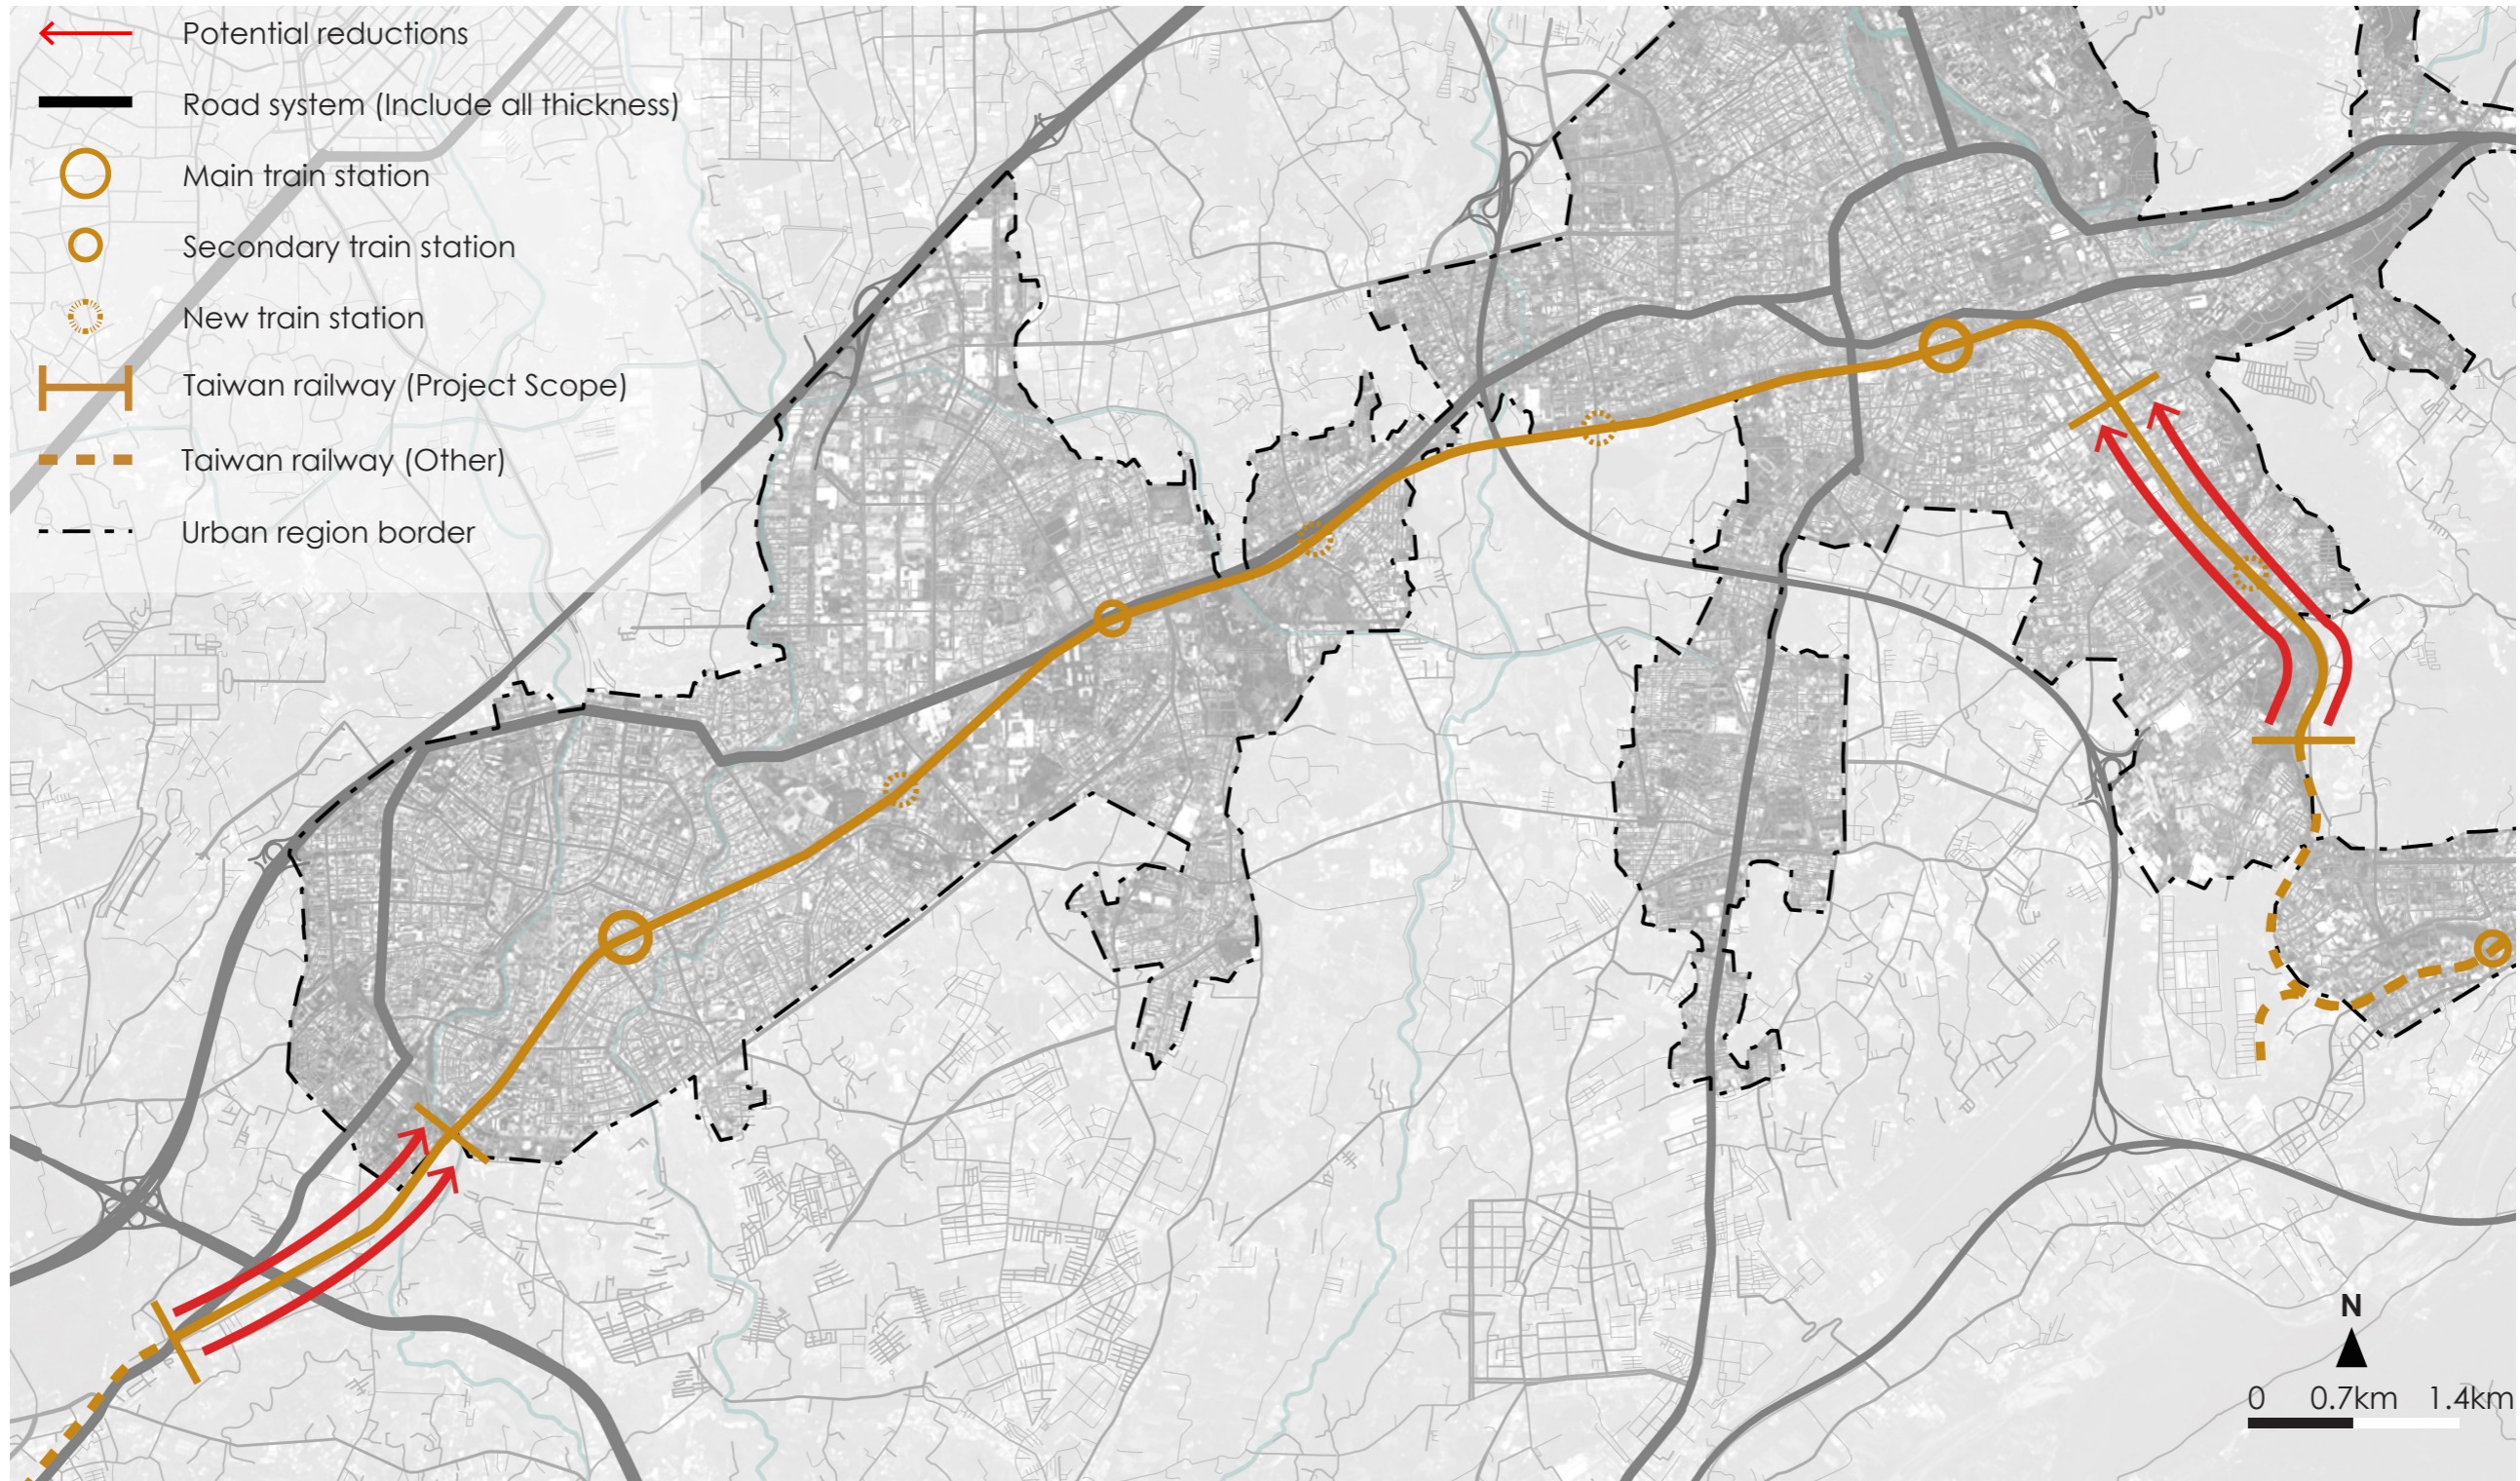 Potential reductions
Road system (Include all thickness)
Main train station
Secondary train station
New train station
Taiwan railway (Project Scope)
Taiwan railway (Other)
Urban region border
N
0 0.7km 1.4km